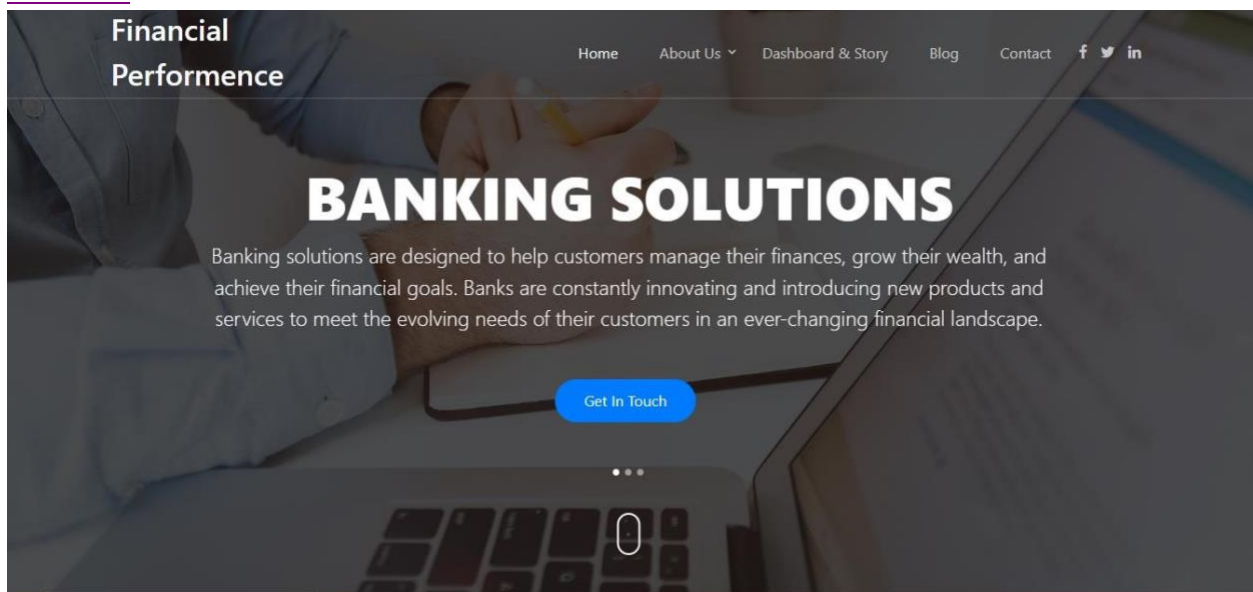 Financial
Performence
Home About Us Dashboard & Story Blog Contact
BANKING SOLUTIONS
Banking solutions are designed to help customers manage their finances, grow their wealth, and
achieve their financial goals. Banks are constantly innovating and introducing new products and
services to meet the evolving needs of their customers in an ever-changing financial landscape.
Get In Touch